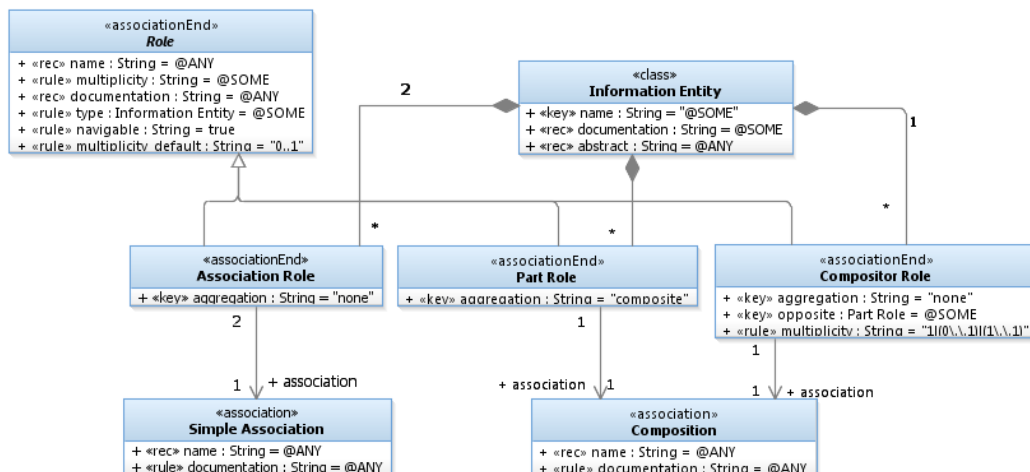 «associationEnd»
Role
+ «rec» name : String = @ANY
+ «rule» multiplicity : String = @SOME
+ «rec» documentation : String = @ANY
+ «rule» type : Information Entity = @SOME
+ «rule» navigable : String = true
+ «rule» multiplicity_default : String = "0..1"
«class»
Information Entity
+ «key» name : String = "@SOME"
+ «rec» documentation : String = @SOME
+ «rec» abstract : String = @ANY
2
1
*
*
*
«associationEnd»
Association Role
+ «key» aggregation : String = "none"
«associationEnd»
Part Role
+ «key» aggregation : String = "composite"
«associationEnd»
Compositor Role
+ «key» aggregation : String = "none"
+ «key» opposite : Part Role = @SOME
+ «rule» multiplicity : String = "1|(0\.\.1)|(1\.\.1)"
2
1
1
1 + association
+ association 1
1 + association
«association»
Simple Association
+ «rec» name : String = @ANY
+ «rule» documentation : String = @ANY
«association»
Composition
+ «rec» name : String = @ANY
+ «rule» documentation : String = @ANY